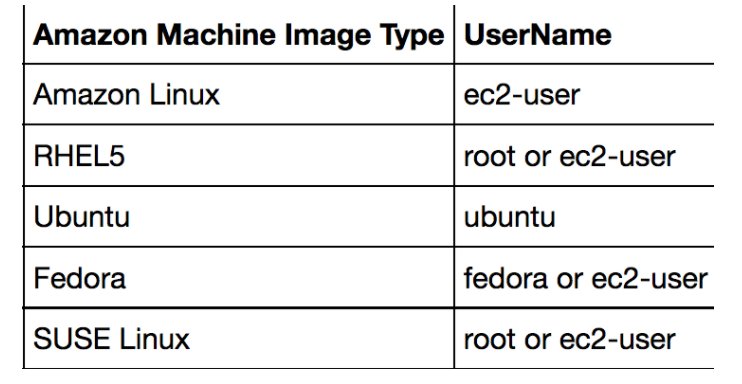 Amazon Machine Image Type UserName
Amazon Linux ec2-user
RHEL5 root or ec2-user
Ubuntu ubuntu
Fedora fedora or ec2-user
SUSE Linux root or ec2-user